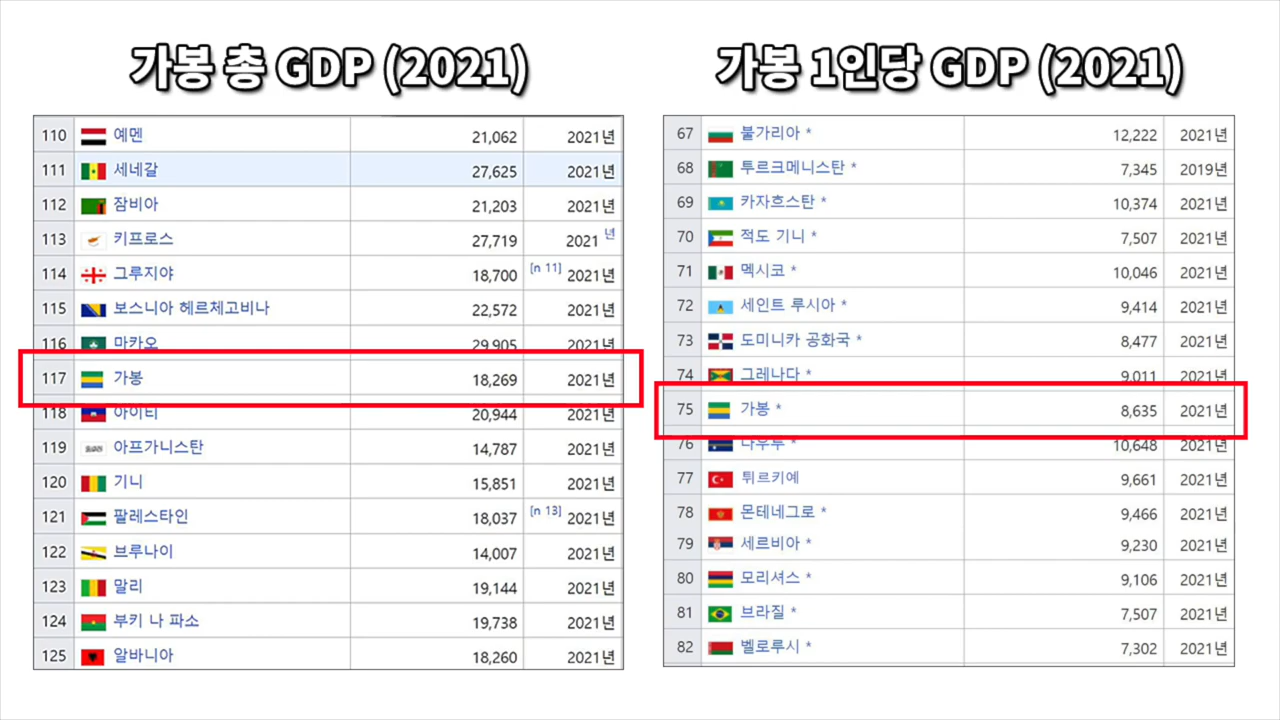 가봉 총 GDP (2021)
110 예멘 21,062 2021년
111 세네갈 27,625 2021년
112 잠비아 21,203 2021년
113 키프로스 27,719 2021 년
114 그루지야 18,700 [n 11] 2021년
115 보스니아 헤르체고비나 22,572 2021년
116 마카오 29,905 2021년
117 가봉 18,269 2021년
118 아이티 20,944 2021년
119 아프가니스탄 14,787 2021년
120 기니 15,851 2021년
121 팔레스타인 18,037 [n 13] 2021년
122 브루나이 14,007 2021년
123 말리 19,144 2021년
124 부키 나 파소 19,738 2021년
125 알바니아 18,260 2021년
가봉 1인당 GDP (2021)
67 불가리아 * 12,222 2021년
68 투르크메니스탄 * 7,345 2019년
69 카자흐스탄 * 10,374 2021년
70 적도 기니 * 7,507 2021년
71 멕시코 * 10,046 2021년
72 세인트 루시아 * 9,414 2021년
73 도미니카 공화국 * 8,477 2021년
74 그레나다 * 9,011 2021년
75 가봉 * 8,635 2021년
76 나우루 * 10,648 2021년
77 튀르키예 9,661 2021년
78 몬테네그로 * 9,466 2021년
79 세르비아 * 9,230 2021년
80 모리셔스 * 9,106 2021년
81 브라질 * 7,507 2021년
82 벨로루시 * 7,302 2021년